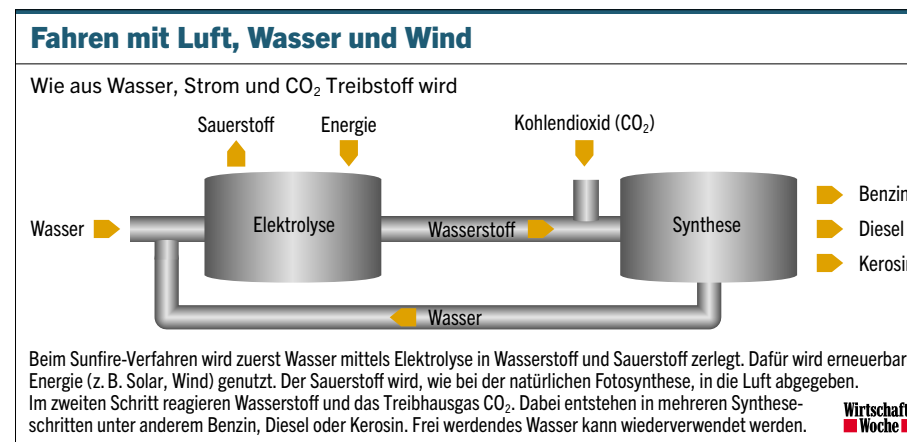 Fahren mit Luft, Wasser und Wind
Wie aus Wasser, Strom und CO₂ Treibstoff wird
Sauerstoff Energie Kohlendioxid (CO₂)
Wasser Elektrolyse Wasserstoff Synthese
Benzin
Diesel
Kerosin
Wasser
Beim Sunfire-Verfahren wird zuerst Wasser mittels Elektrolyse in Wasserstoff und Sauerstoff zerlegt. Dafür wird erneuerbar
Energie (z. B. Solar, Wind) genutzt. Der Sauerstoff wird, wie bei der natürlichen Fotosynthese, in die Luft abgegeben.
Im zweiten Schritt reagieren Wasserstoff und das Treibhausgas CO₂. Dabei entstehen in mehreren Synthese-
schritten unter anderem Benzin, Diesel oder Kerosin. Frei werdendes Wasser kann wiederverwendet werden.
Wirtschaft
Woche